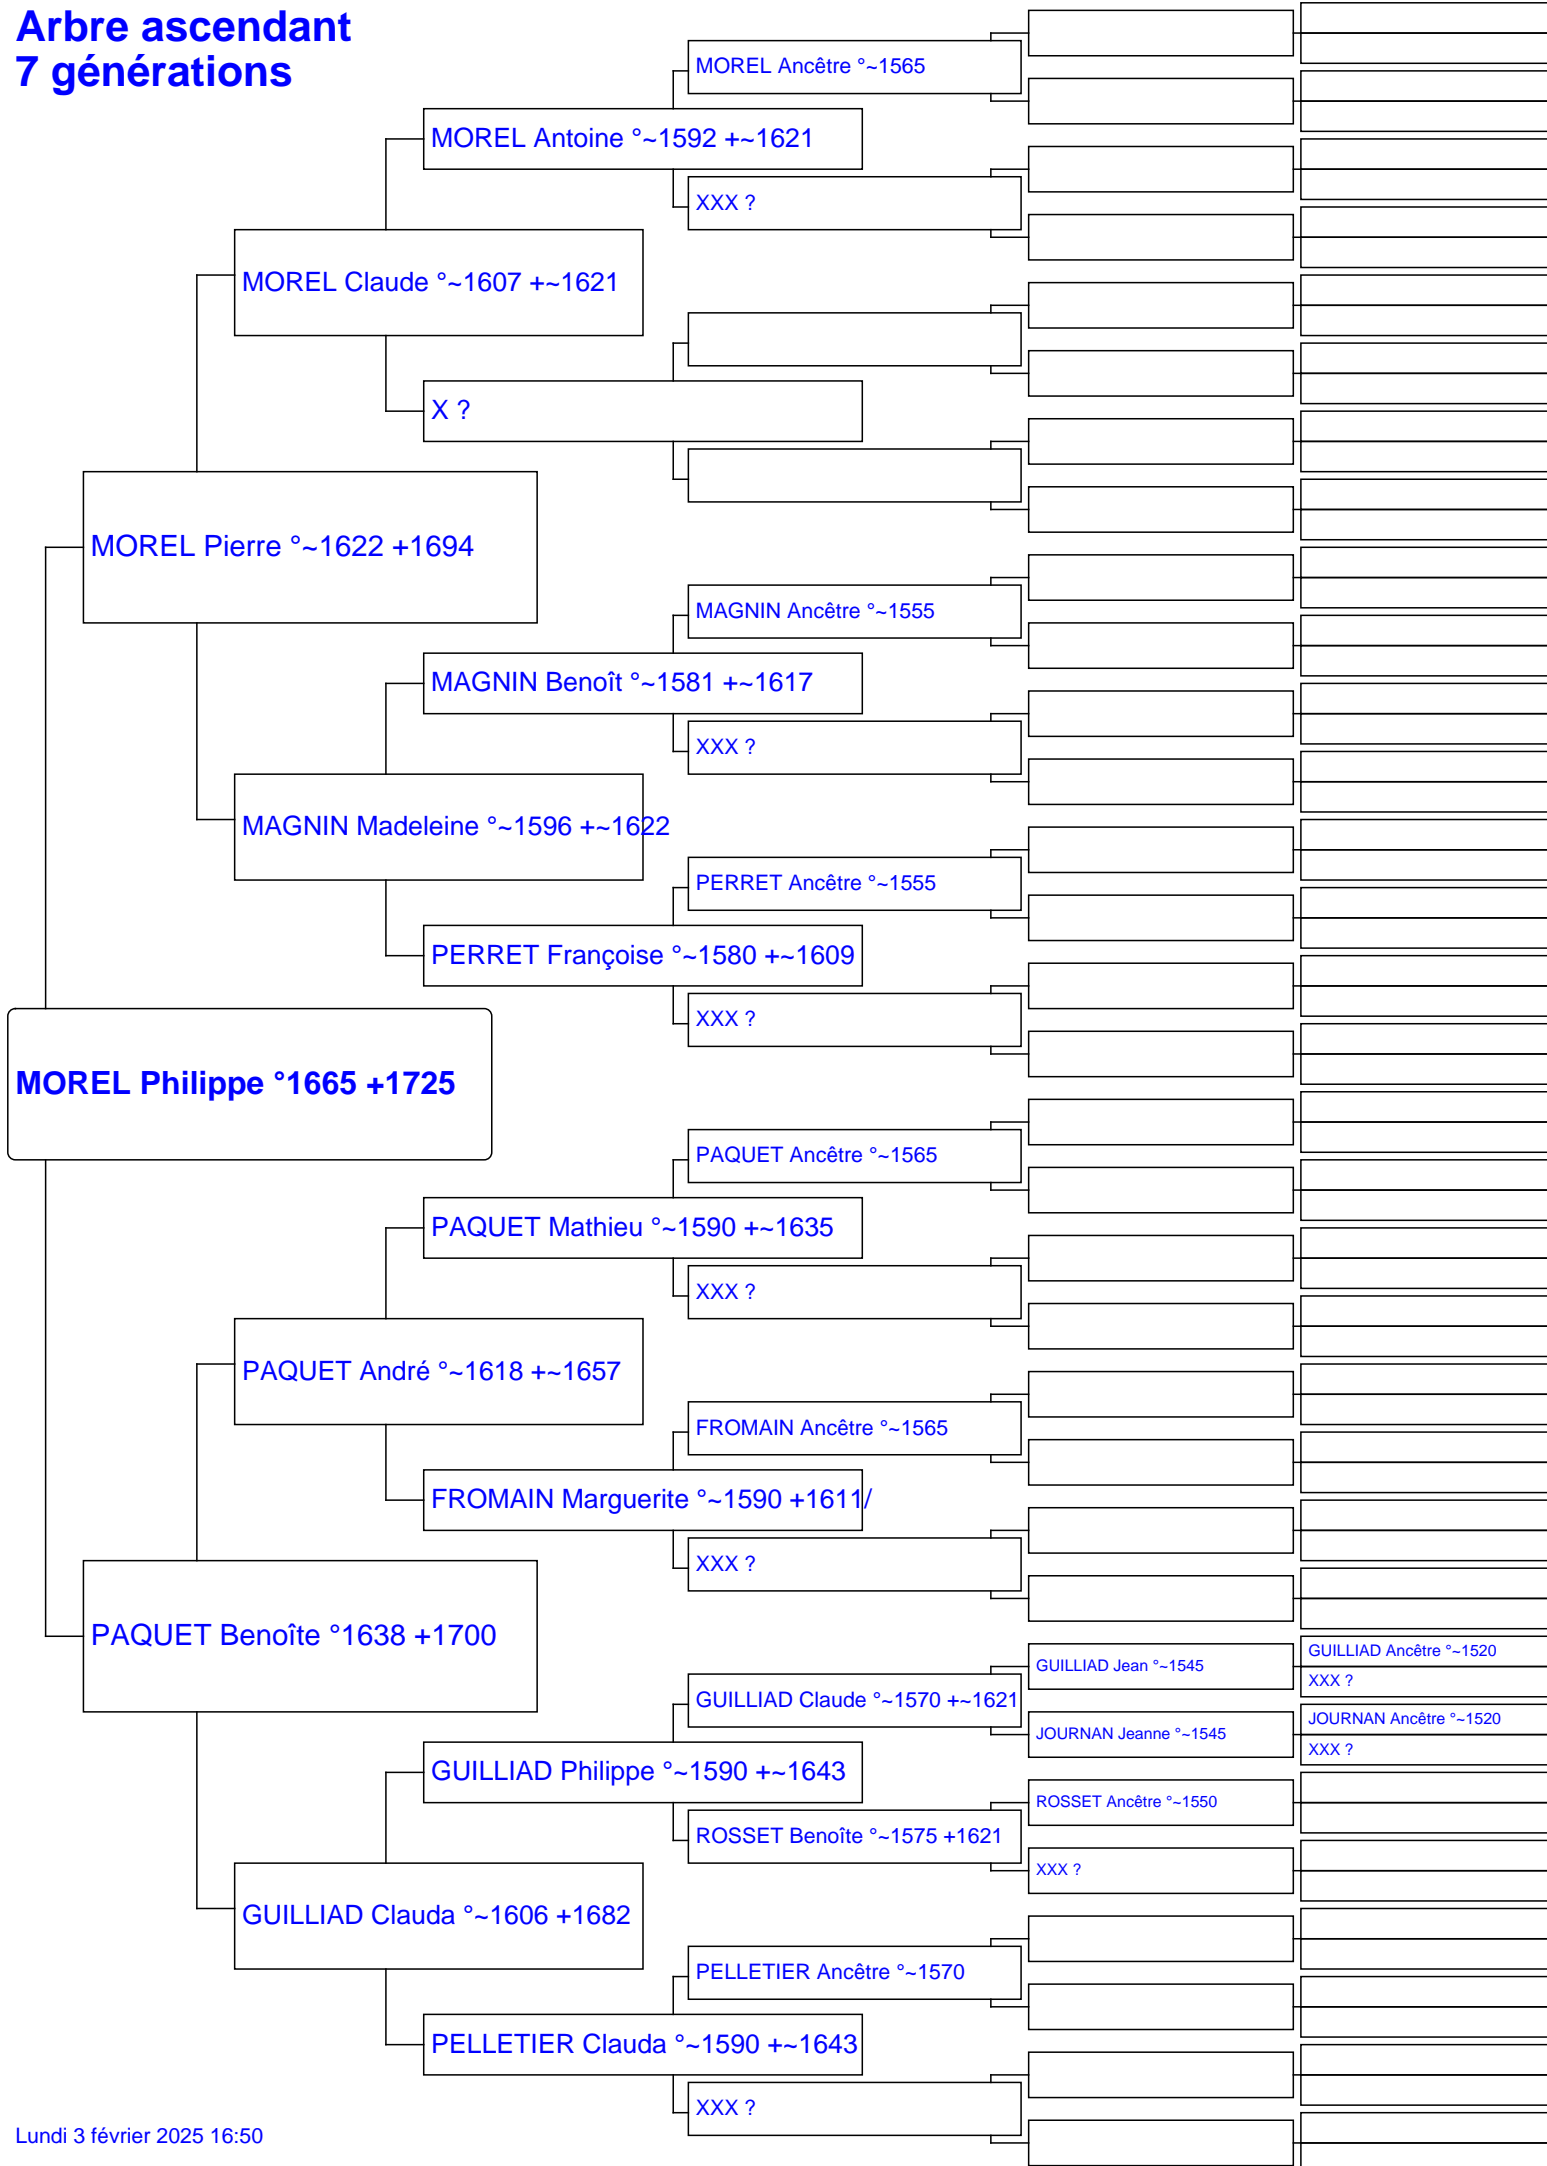 Arbre ascendant
7 générations
MOREL Ancêtre °~1565
MOREL Antoine °~1592 +~1621
XXX ?
MOREL Claude °~1607 +~1621
X ?
MOREL Pierre °~1622 +1694
MAGNIN Ancêtre °~1555
MAGNIN Benoît °~1581 +~1617
XXX ?
MAGNIN Madeleine °~1596 +~1622
PERRET Ancêtre °~1555
PERRET Françoise °~1580 +~1609
XXX ?
MOREL Philippe °1665 +1725
PAQUET Ancêtre °~1565
PAQUET Mathieu °~1590 +~1635
XXX ?
PAQUET André °~1618 +~1657
FROMAIN Ancêtre °~1565
FROMAIN Marguerite °~1590 +1611/
XXX ?
PAQUET Benoîte °1638 +1700
GUILLIAD Ancêtre °~1520
GUILLIAD Jean °~1545
XXX ?
GUILLIAD Claude °~1570 +~1621
JOURNAN Ancêtre °~1520
JOURNAN Jeanne °~1545
XXX ?
GUILLIAD Philippe °~1590 +~1643
ROSSET Ancêtre °~1550
ROSSET Benoîte °~1575 +1621
XXX ?
GUILLIAD Clauda °~1606 +1682
PELLETIER Ancêtre °~1570
PELLETIER Clauda °~1590 +~1643
XXX ?
Lundi 3 février 2025 16:50